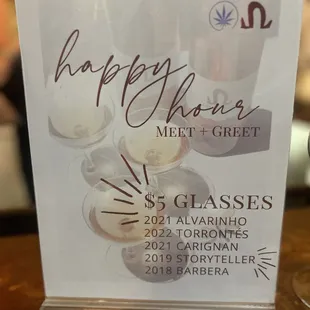 happy
hour
MEET + GREET
$5 GLASSES
2021 ALVARINHO
2022 TORRONTÉS
2021 CARIGNAN
2019 STORYTELLER
2018 BARBERA